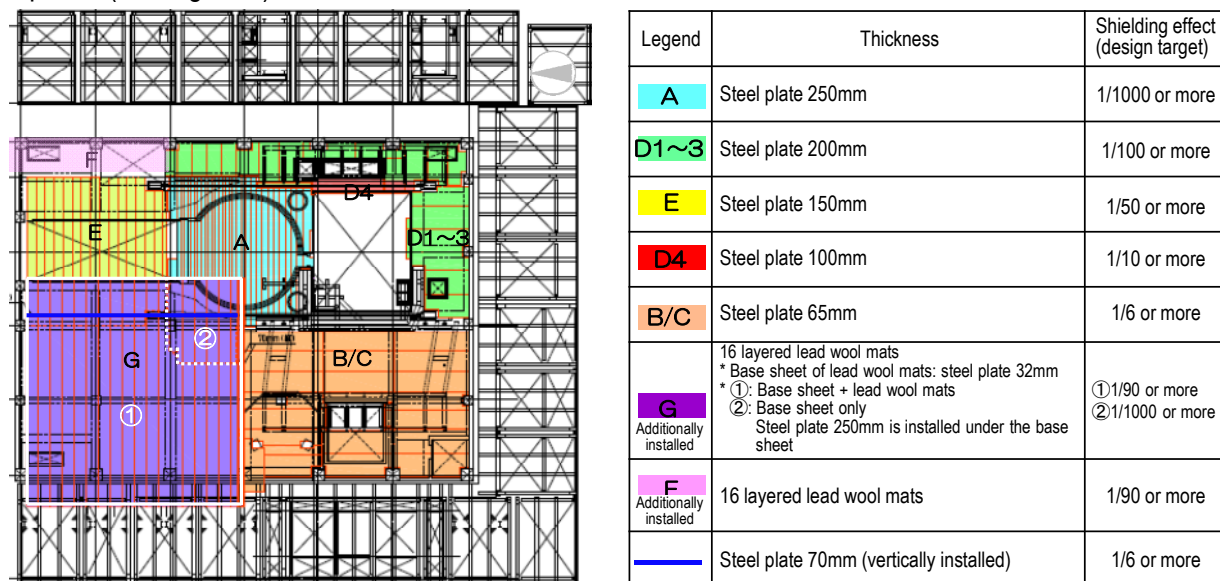 F
E
D4
A
D1~3
②
G
B/C
①
Legend
Thickness
Shielding effect
(design target)
A
Steel plate 250mm
1/1000 or more
D1~3
Steel plate 200mm
1/100 or more
E
Steel plate 150mm
1/50 or more
D4
Steel plate 100mm
1/10 or more
B/C
Steel plate 65mm
1/6 or more
G
Additionally
installed
16 layered lead wool mats
* Base sheet of lead wool mats: steel plate 32mm
* ①: Base sheet + lead wool mats
②: Base sheet only
Steel plate 250mm is installed under the base
sheet
①1/90 or more
②1/1000 or more
F
Additionally
installed
16 layered lead wool mats
1/90 or more
Steel plate 70mm (vertically installed)
1/6 or more